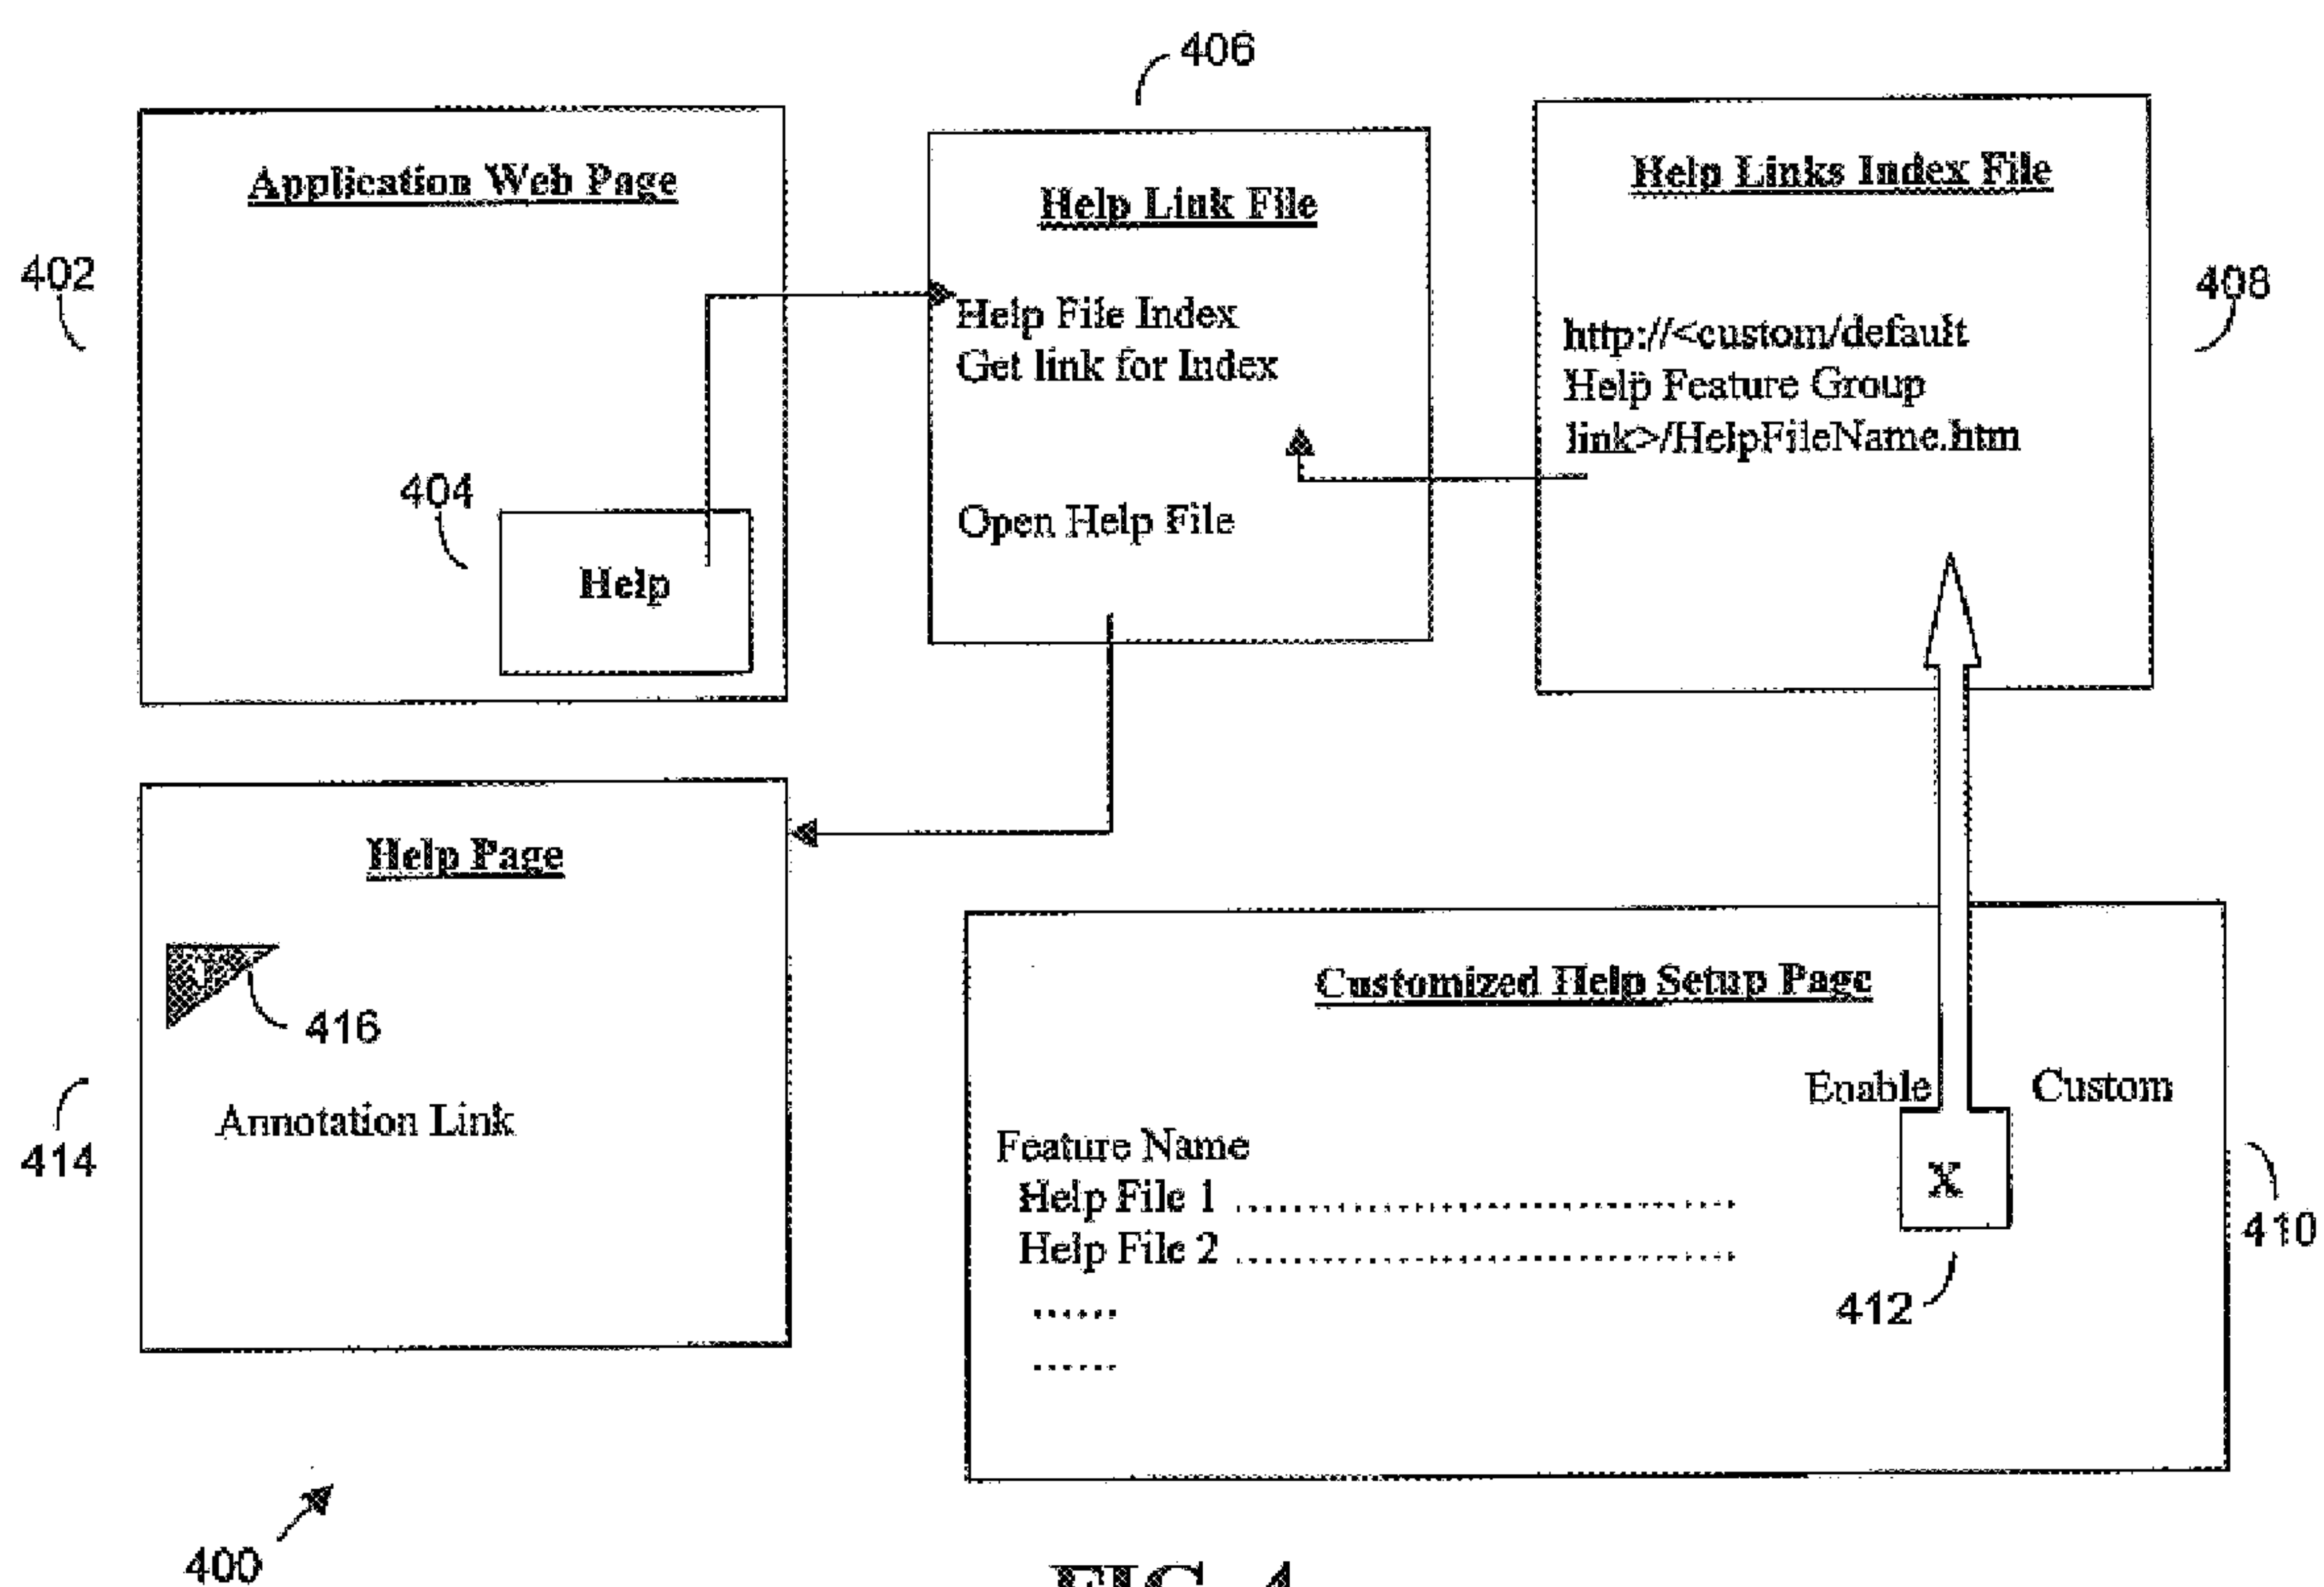 406
Application Web Page
402
404
Help
Help Link File
Help File Index
Get link for Index
Open Help File
Help Links Index File
http://<custom/default
Help Feature Group
link>/HelpFileName.htm
408
Help Page
416
Annotation Link
414
Customized Help Setup Page
Enable
Custom
Feature Name
Help File 1 ..................................
Help File 2 ..................................
......
......
X
412
410
400
FIG. 4